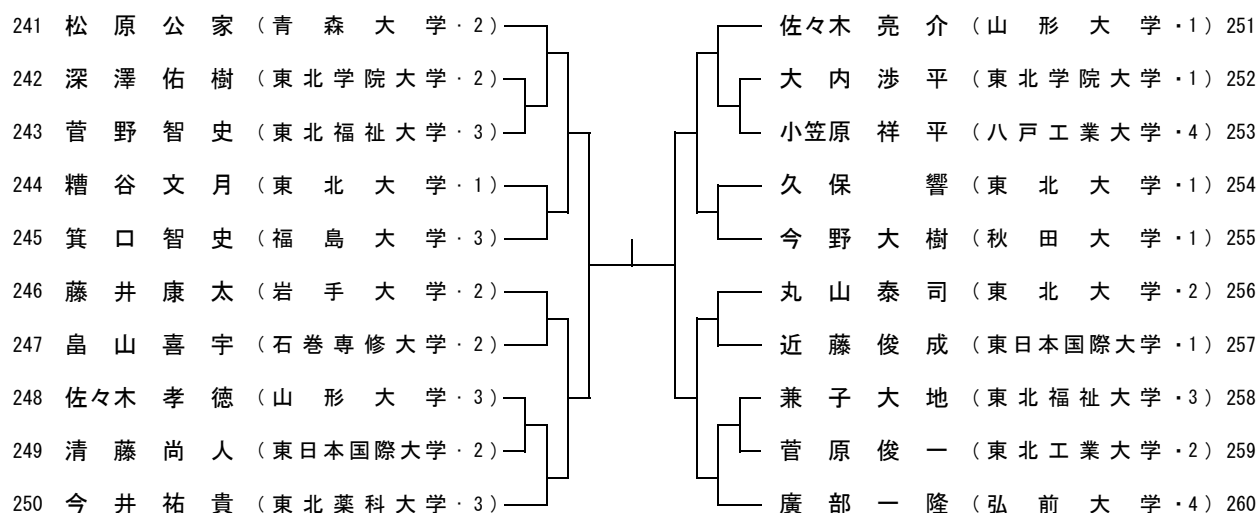 241 松原公家 (青森大学・2) 佐々木亮介 (山形大学・1) 251
242 深澤佑樹 (東北学院大学・2) 大内渉平 (東北学院大学・1) 252
243 菅野智史 (東北福祉大学・3) 小笠原祥平 (八戸工業大学・4) 253
244 糟谷文月 (東北大学・1) 久保響 (東北大学・1) 254
245 箕口智史 (福島大学・3) 今野大樹 (秋田大学・1) 255
246 藤井康太 (岩手大学・2) 丸山泰司 (東北大学・2) 256
247 畠山喜宇 (石巻専修大学・2) 近藤俊成 (東日本国際大学・1) 257
248 佐々木孝徳 (山形大学・3) 兼子大地 (東北福祉大学・3) 258
249 清藤尚人 (東日本国際大学・2) 菅原俊一 (東北工業大学・2) 259
250 今井祐貴 (東北薬科大学・3) 廣部一隆 (弘前大学・4) 260